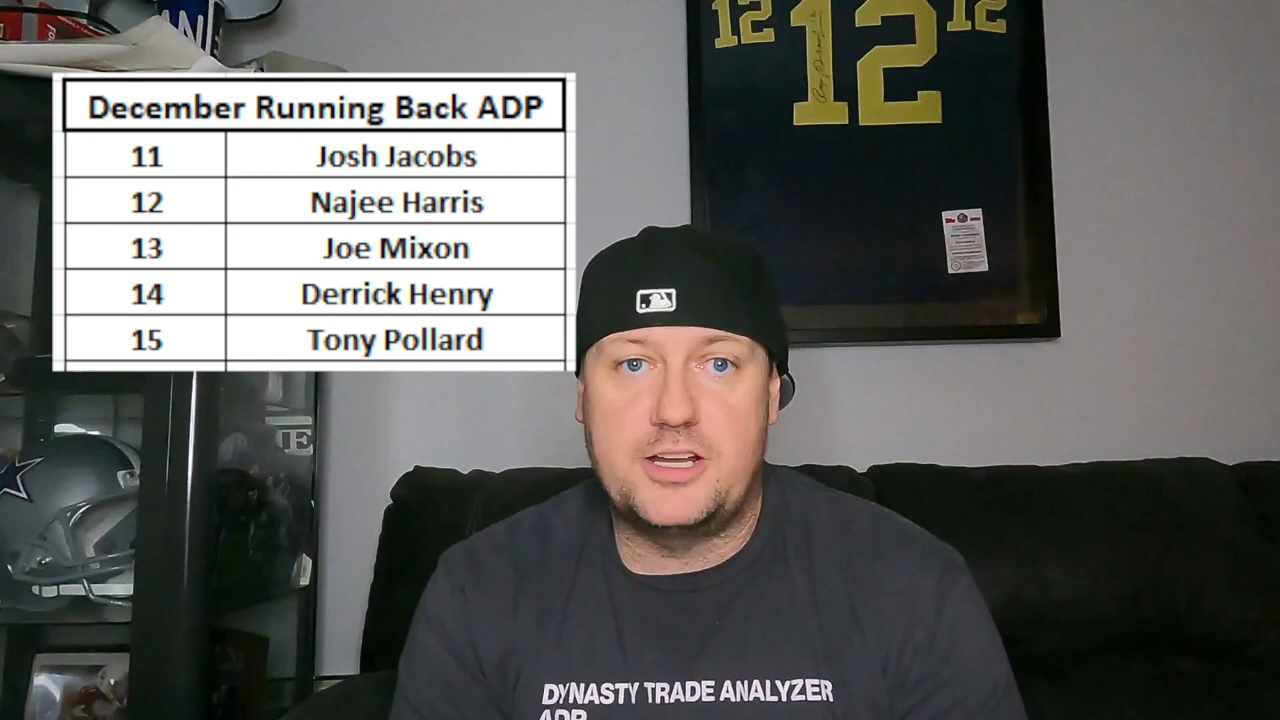 12 12 12
December Running Back ADP
11 Josh Jacobs
12 Najee Harris
13 Joe Mixon
14 Derrick Henry
15 Tony Pollard
DYNASTY TRADE ANALYZER
ADP